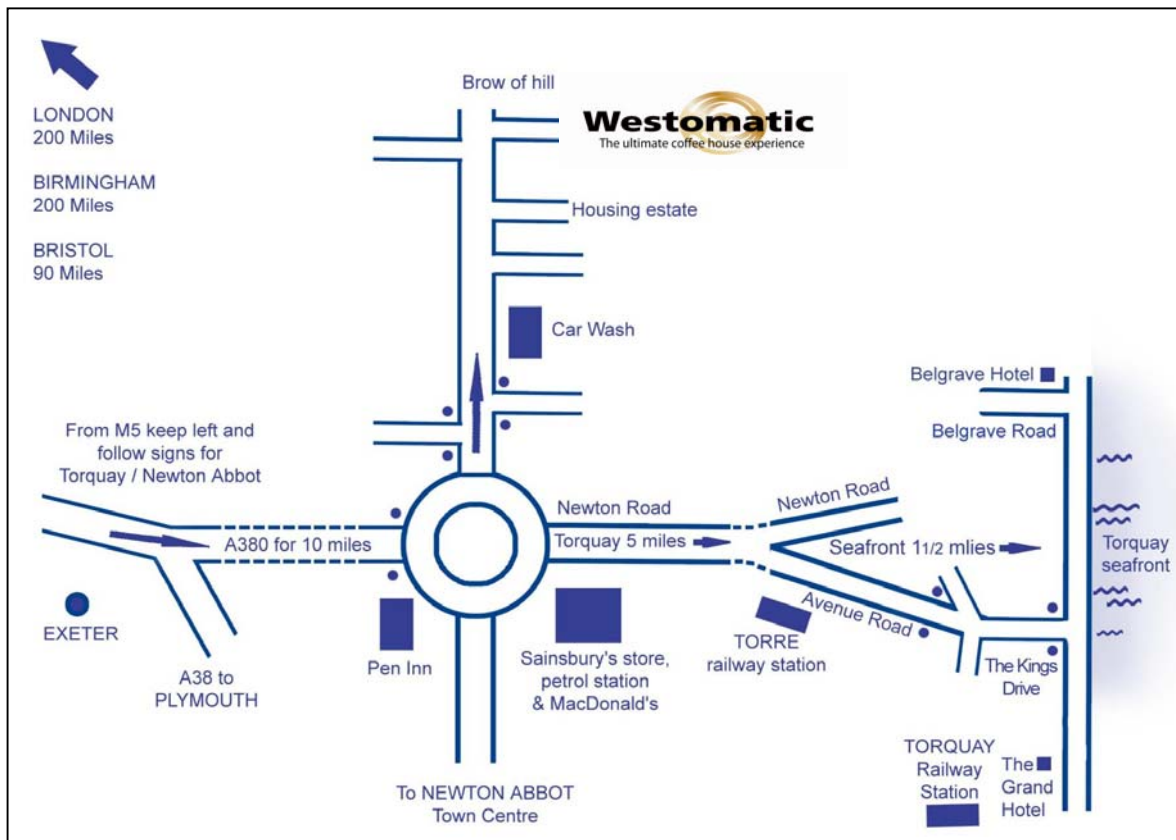 Brow of hill
Westomatic
The ultimate coffee house experience
LONDON
200 Miles
BIRMINGHAM
200 Miles
BRISTOL
90 Miles
Housing estate
Car Wash
Belgrave Hotel
Belgrave Road
From M5 keep left and
follow signs for
Torquay / Newton Abbot
A380 for 10 miles
Newton Road
Torquay 5 miles
Newton Road
Seafront 1 1/2 mlies
Torquay
seafront
Avenue Road
EXETER
A38 to
PLYMOUTH
Pen Inn
Sainsbury's store,
petrol station
& MacDonald's
TORRE
railway station
The Kings
Drive
TORQUAY
Railway
Station
The
Grand
Hotel
To NEWTON ABBOT
Town Centre